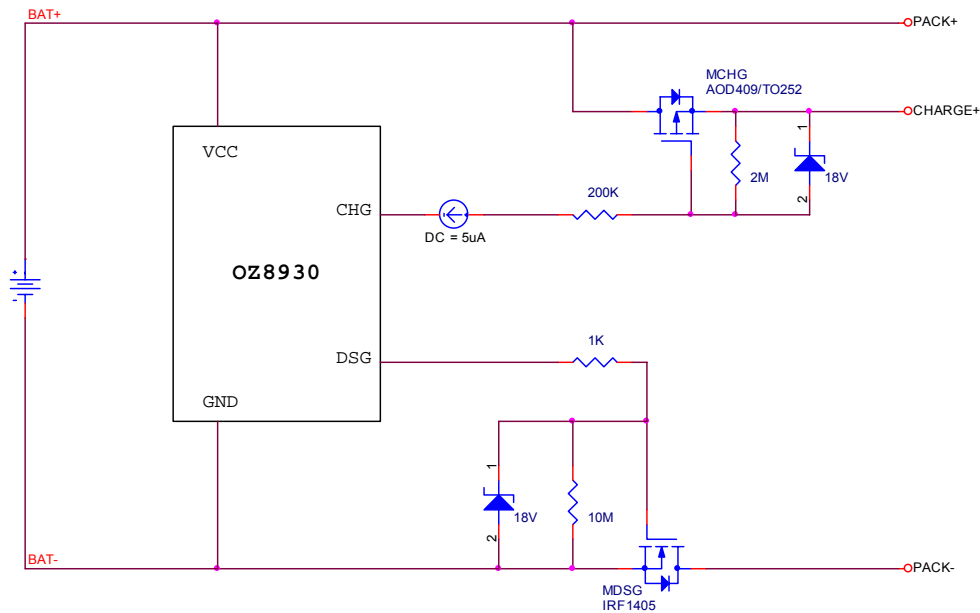 BAT+
PACK+
MCHG
AOD409/TO252
CHARGE+
VCC
1
2M
18V
200K
2
CHG
DC = 5uA
OZ8930
+
-
1K
DSG
GND
1
18V
10M
2
BAT-
PACK-
MDSG
IRF1405